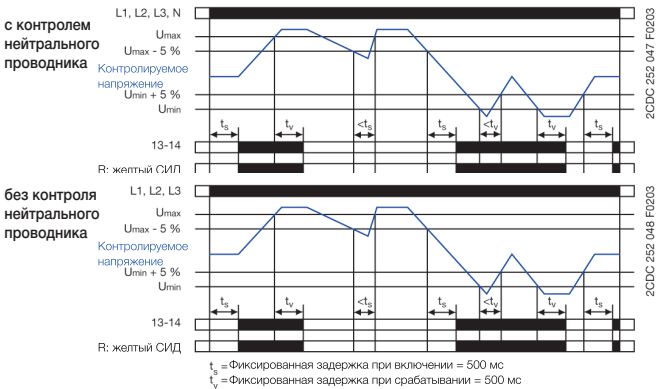 с контролем
нейтрального
проводника
L1, L2, L3, N
Umax
Umax - 5 %
Контролируемое
напряжение
Umin + 5 %
Umin
ts
tv
<ts
ts
<tv
tv
ts
13-14
R: желтый СИД
2CDC 252 047 F0203
без контроля
нейтрального
проводника
L1, L2, L3
Umax
Umax - 5 %
Контролируемое
напряжение
Umin + 5 %
Umin
ts
tv
<ts
ts
<tv
tv
ts
13-14
R: желтый СИД
2CDC 252 048 F0203
ts = Фиксированная задержка при включении = 500 мс
tv = Фиксированная задержка при срабатывании = 500 мс